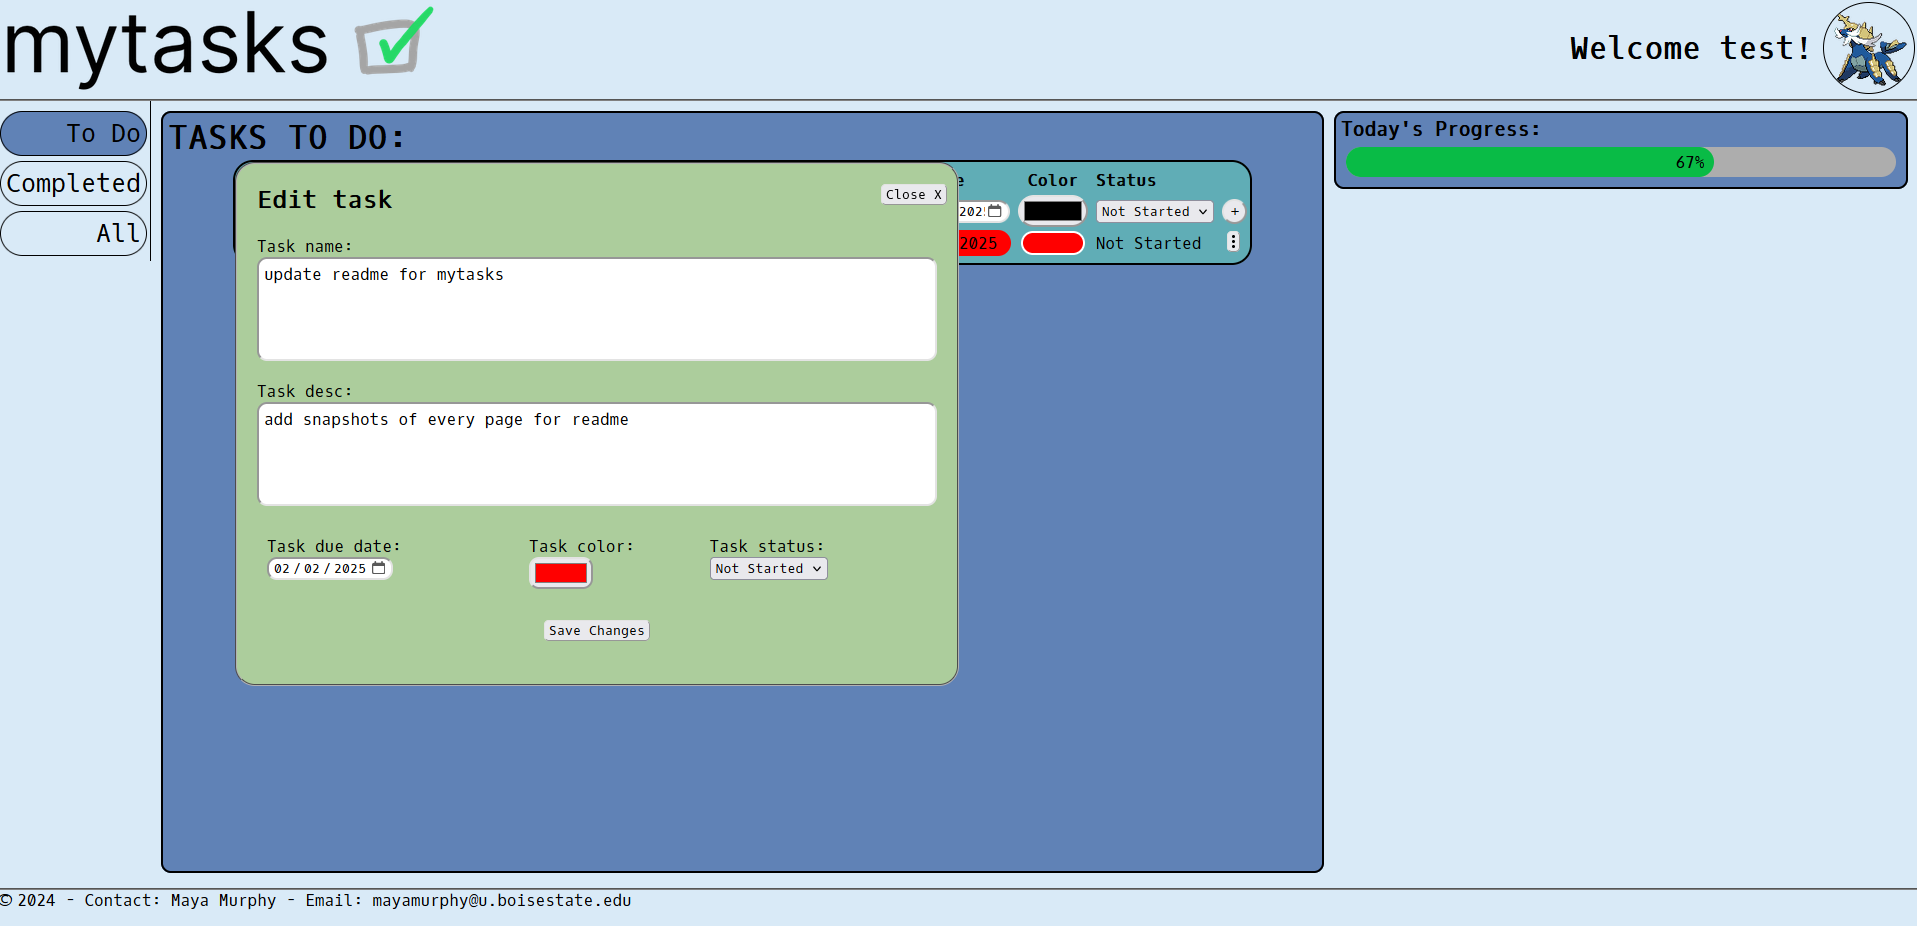 mytasks
Welcome test!
To Do
Completed
All
TASKS TO DO:
Color Status
Not Started +
2025 Not Started
Edit task
Close X
Task name:
update readme for mytasks
Task desc:
add snapshots of every page for readme
Task due date: Task color: Task status:
02/02/2025 Not Started
Save Changes
Today's Progress:
67%
© 2024 - Contact: Maya Murphy - Email: mayamurphy@u.boisestate.edu